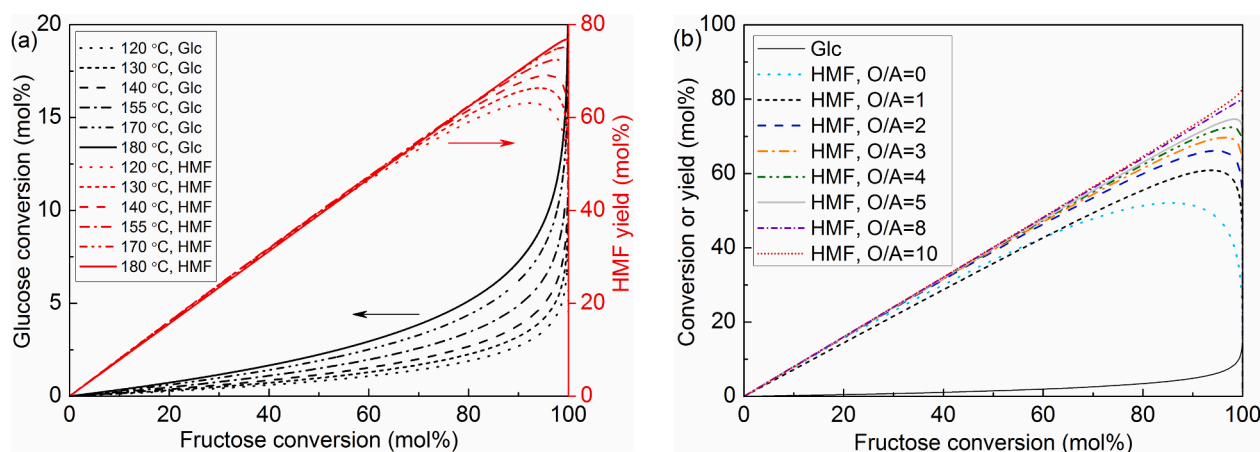 (a)
20
15
10
5
0
Glucose conversion (mol%)
120 °C, Glc
130 °C, Glc
140 °C, Glc
155 °C, Glc
170 °C, Glc
180 °C, Glc
120 °C, HMF
130 °C, HMF
140 °C, HMF
155 °C, HMF
170 °C, HMF
180 °C, HMF
80
60
40
20
0
HMF yield (mol%)
0 20 40 60 80 100
Fructose conversion (mol%)
(b)
100
80
60
40
20
0
Conversion or yield (mol%)
Glc
HMF, O/A=0
HMF, O/A=1
HMF, O/A=2
HMF, O/A=3
HMF, O/A=4
HMF, O/A=5
HMF, O/A=8
HMF, O/A=10
0 20 40 60 80 100
Fructose conversion (mol%)